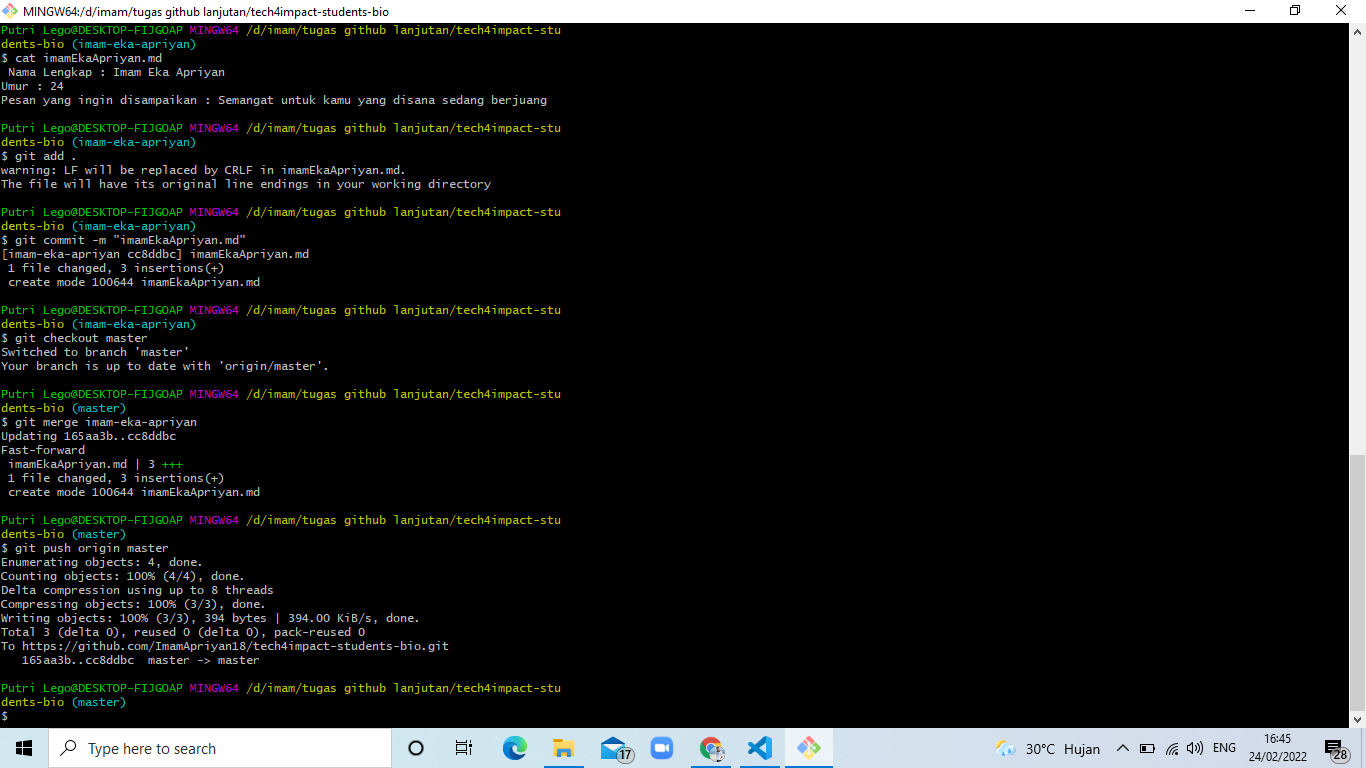 MINGW64:/d/imam/tugas github lanjutan/tech4impact-students-bio
Putri Lego@DESKTOP-FIJGOAP MINGW64 /d/imam/tugas github lanjutan/tech4impact-stu
dents-bio (imam-eka-apriyan)
$ cat imamEkaApriyan.md
 Nama Lengkap : Imam Eka Apriyan
Umur : 24
Pesan yang ingin disampaikan : Semangat untuk kamu yang disana sedang berjuang

Putri Lego@DESKTOP-FIJGOAP MINGW64 /d/imam/tugas github lanjutan/tech4impact-stu
dents-bio (imam-eka-apriyan)
$ git add .
warning: LF will be replaced by CRLF in imamEkaApriyan.md.
The file will have its original line endings in your working directory

Putri Lego@DESKTOP-FIJGOAP MINGW64 /d/imam/tugas github lanjutan/tech4impact-stu
dents-bio (imam-eka-apriyan)
$ git commit -m "imamEkaApriyan.md"
[imam-eka-apriyan cc8ddbc] imamEkaApriyan.md
 1 file changed, 3 insertions(+)
 create mode 100644 imamEkaApriyan.md

Putri Lego@DESKTOP-FIJGOAP MINGW64 /d/imam/tugas github lanjutan/tech4impact-stu
dents-bio (imam-eka-apriyan)
$ git checkout master
Switched to branch 'master'
Your branch is up to date with 'origin/master'.

Putri Lego@DESKTOP-FIJGOAP MINGW64 /d/imam/tugas github lanjutan/tech4impact-stu
dents-bio (master)
$ git merge imam-eka-apriyan
Updating 165aa3b..cc8ddbc
Fast-forward
 imamEkaApriyan.md | 3 +++
 1 file changed, 3 insertions(+)
 create mode 100644 imamEkaApriyan.md

Putri Lego@DESKTOP-FIJGOAP MINGW64 /d/imam/tugas github lanjutan/tech4impact-stu
dents-bio (master)
$ git push origin master
Enumerating objects: 4, done.
Counting objects: 100% (4/4), done.
Delta compression using up to 8 threads
Compressing objects: 100% (3/3), done.
Writing objects: 100% (3/3), 394 bytes | 394.00 KiB/s, done.
Total 3 (delta 0), reused 0 (delta 0), pack-reused 0
To https://github.com/ImamApriyan18/tech4impact-students-bio.git
   165aa3b..cc8ddbc  master -> master

Putri Lego@DESKTOP-FIJGOAP MINGW64 /d/imam/tugas github lanjutan/tech4impact-stu
dents-bio (master)
$
Type here to search
17
30°C Hujan
ENG
16:45
24/02/2022
28